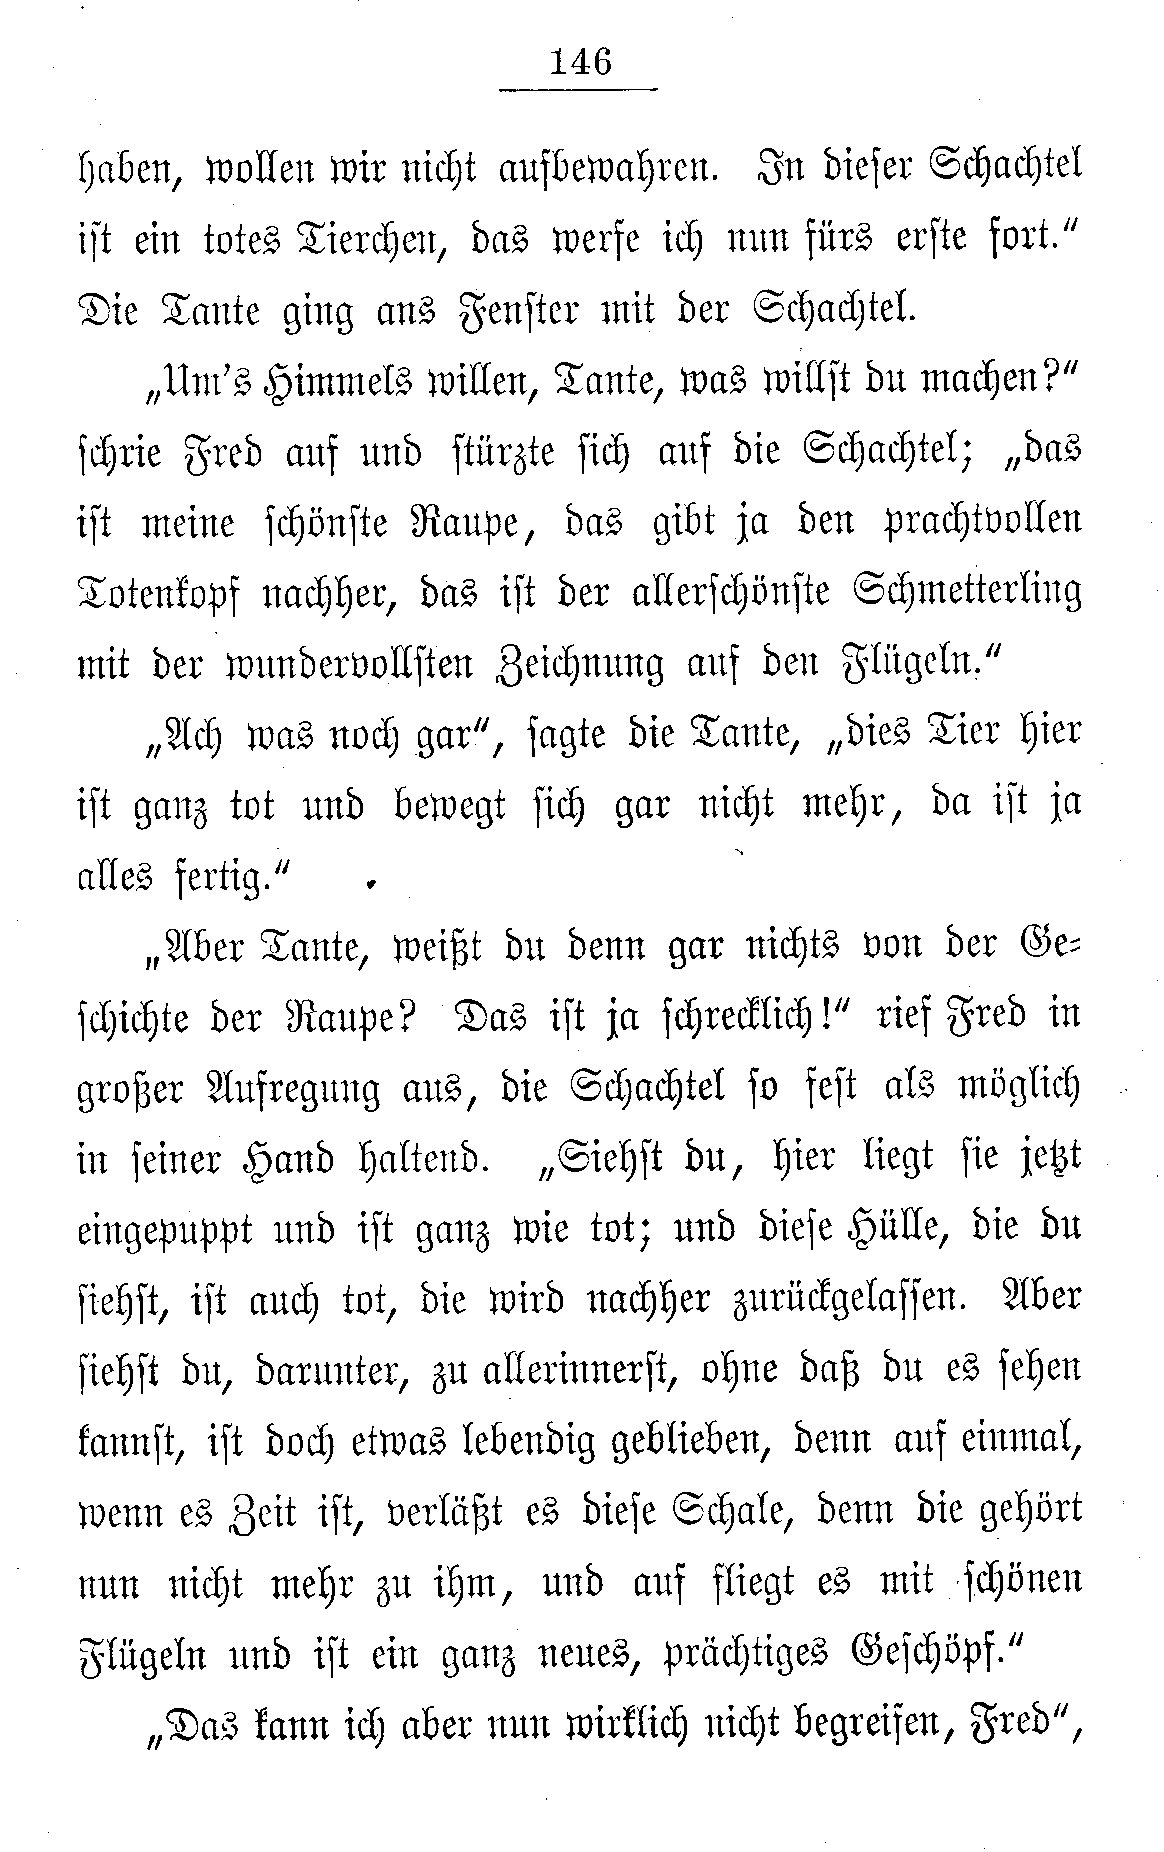 146
haben, wollen wir nicht aufbewahren. In dieser Schachtel
ist ein totes Tierchen, das werfe ich nun fürs erste fort.“
Die Tante ging ans Fenster mit der Schachtel.
„Um's Himmels willen, Tante, was willst du machen?“
schrie Fred auf und stürzte sich auf die Schachtel; „das
ist meine schönste Raupe, das gibt ja den prachtvollen
Totenkopf nachher, das ist der allerschönste Schmetterling
mit der wundervollsten Zeichnung auf den Flügeln.“
„Ach was noch gar“, sagte die Tante, „dies Tier hier
ist ganz tot und bewegt sich gar nicht mehr, da ist ja
alles fertig.“
„Aber Tante, weißt du denn gar nichts von der Ge-
schichte der Raupe? Das ist ja schrecklich!“ rief Fred in
großer Aufregung aus, die Schachtel so fest als möglich
in seiner Hand haltend. „Siehst du, hier liegt sie jetzt
eingepuppt und ist ganz wie tot; und diese Hülle, die du
siehst, ist auch tot, die wird nachher zurückgelassen. Aber
siehst du, darunter, zu allerinnerst, ohne daß du es sehen
kannst, ist doch etwas lebendig geblieben, denn auf einmal,
wenn es Zeit ist, verläßt es diese Schale, denn die gehört
nun nicht mehr zu ihm, und auf fliegt es mit schönen
Flügeln und ist ein ganz neues, prächtiges Geschöpf.“
„Das kann ich aber nun wirklich nicht begreifen, Fred“,